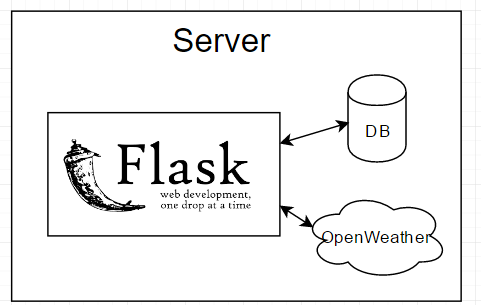 Server
DB
Flask
web development,
one drop at a time
OpenWeather